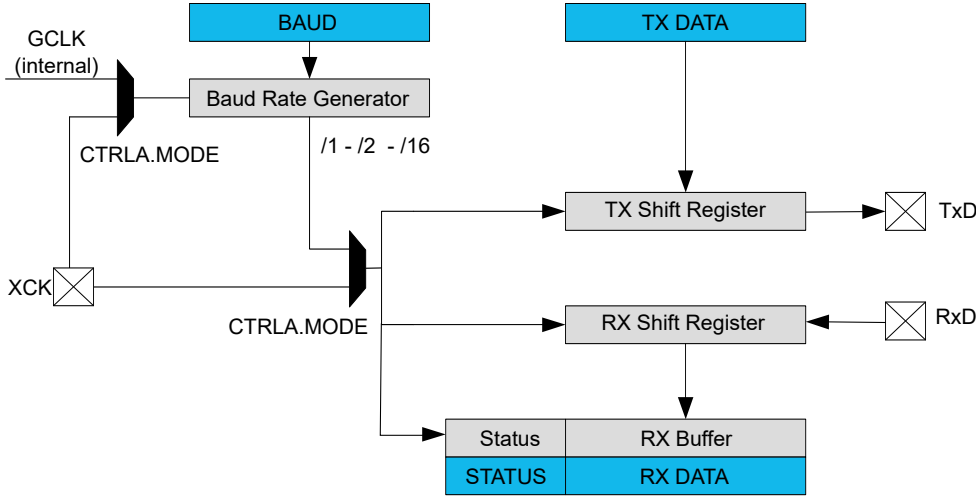 BAUD
TX DATA
GCLK
(internal)
Baud Rate Generator
/1 - /2 - /16
CTRLA.MODE
TX Shift Register
TxD
XCK
CTRLA.MODE
RX Shift Register
RxD
Status
RX Buffer
STATUS
RX DATA